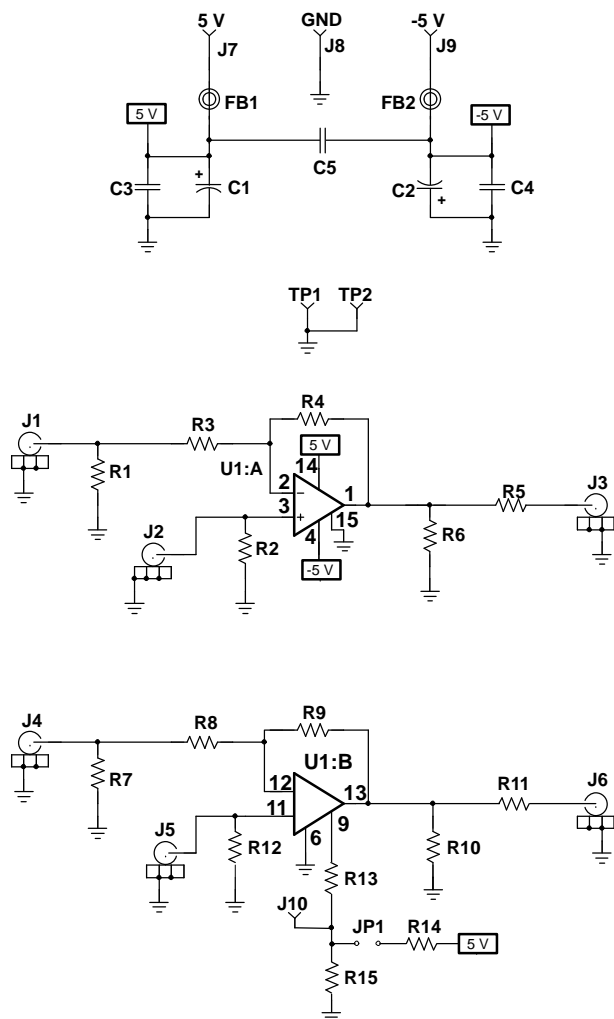 5 V
GND
-5 V
J7
J8
J9
FB1
FB2
5 V
-5 V
C5
+
C3
C1
C2
+
C4
TP1
TP2
J1
R3
R4
R1
U1:A
14
5 V
2
−
1
3
+
15
4
-5 V
J2
R2
R5
J3
R6
J4
R8
R9
R7
U1:B
12
13
11
6
9
R11
J6
J5
R12
R10
R13
J10
JP1
R14
5 V
R15